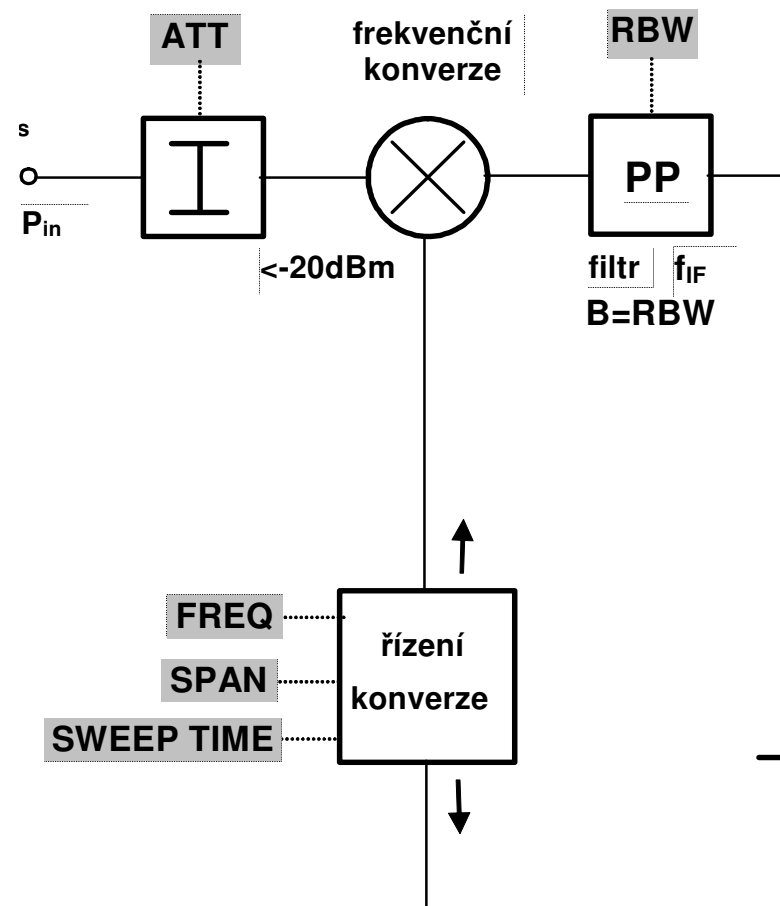 ATT
frekvenční
konverze
RBW
s
PP
Pin
<-20dBm
filtr fIF
B=RBW
FREQ
SPAN
SWEEP TIME
řízení
konverze